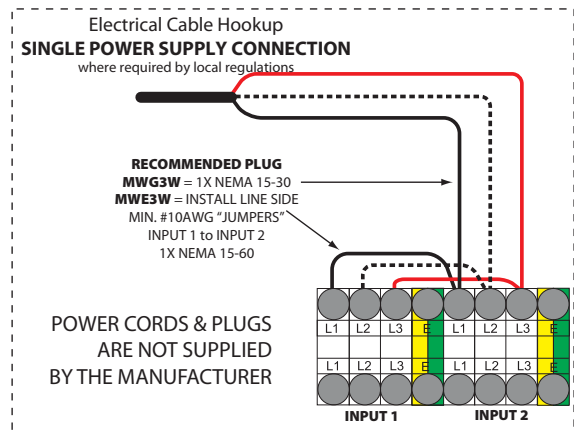 Electrical Cable Hookup
SINGLE POWER SUPPLY CONNECTION
where required by local regulations
RECOMMENDED PLUG
MWG3W = 1X NEMA 15-30
MWE3W = INSTALL LINE SIDE
MIN. #10AWG “JUMPERS”
INPUT 1 to INPUT 2
1X NEMA 15-60
POWER CORDS & PLUGS
ARE NOT SUPPLIED
BY THE MANUFACTURER
L1 L2 L3 E L1 L2 L3 E
L1 L2 L3 E L1 L2 L3 E
INPUT 1 INPUT 2